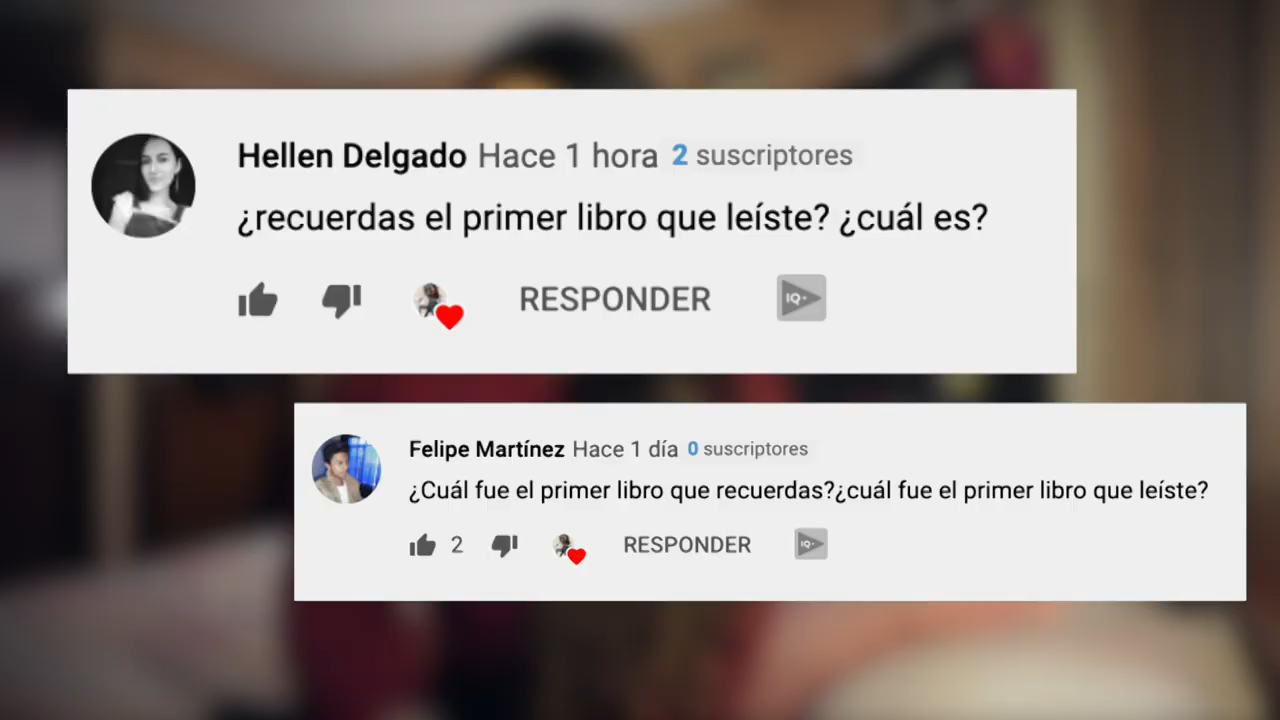 Hellen Delgado Hace 1 hora 2 suscriptores
¿recuerdas el primer libro que leíste? ¿cuál es?
RESPONDER IQ+
Felipe Martínez Hace 1 día 0 suscriptores
¿Cuál fue el primer libro que recuerdas?¿cuál fue el primer libro que leíste?
2 RESPONDER IQ+